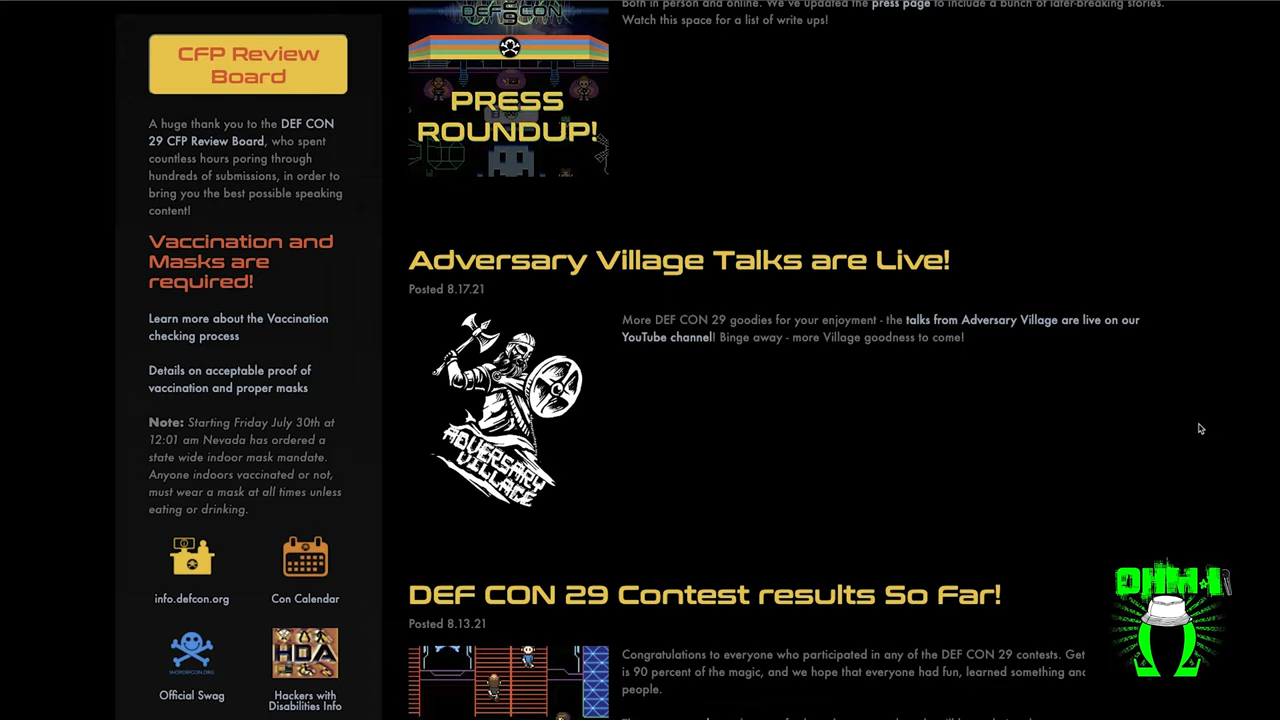 CFP Review
Board
A huge thank you to the DEF CON
29 CFP Review Board, who spent
countless hours poring through
hundreds of submissions, in order to
bring you the best possible speaking
content!
Vaccination and
Masks are
required!
Learn more about the Vaccination
checking process
Details on acceptable proof of
vaccination and proper masks
Note: Starting Friday July 30th at
12:01 am Nevada has ordered a
state wide indoor mask mandate.
Anyone indoors vaccinated or not,
must wear a mask at all times unless
eating or drinking.
info.defcon.org
Con Calendar
HDA
Official Swag
Hackers with
Disabilities Info
DEF CON
29
PRESS
ROUNDUP!
both in person and online. We've updated the press page to include a bunch of later-breaking stories.
Watch this space for a list of write ups!
Adversary Village Talks are Live!
Posted 8.17.21
ADVERSARY
VILLAGE
More DEF CON 29 goodies for your enjoyment - the talks from Adversary Village are live on our
YouTube channel! Binge away - more Village goodness to come!
DEF CON 29 Contest results So Far!
Posted 8.13.21
Congratulations to everyone who participated in any of the DEF CON 29 contests. Get
is 90 percent of the magic, and we hope that everyone had fun, learned something and
people.